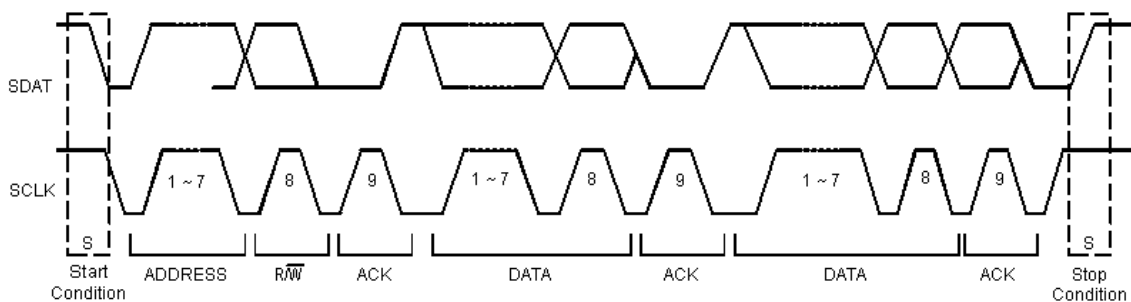 SDAT
SCLK
1 ~ 7 8 9 1 ~ 7 8 9 1 ~ 7 8 9
S S
Start Condition ADDRESS R/W̅ ACK DATA ACK DATA ACK Stop Condition